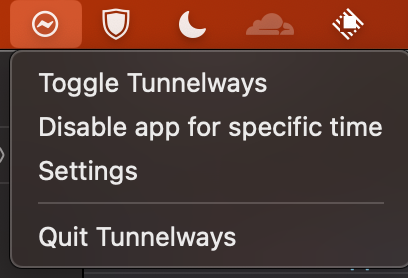 Toggle Tunnelways
Disable app for specific time
Settings
Quit Tunnelways